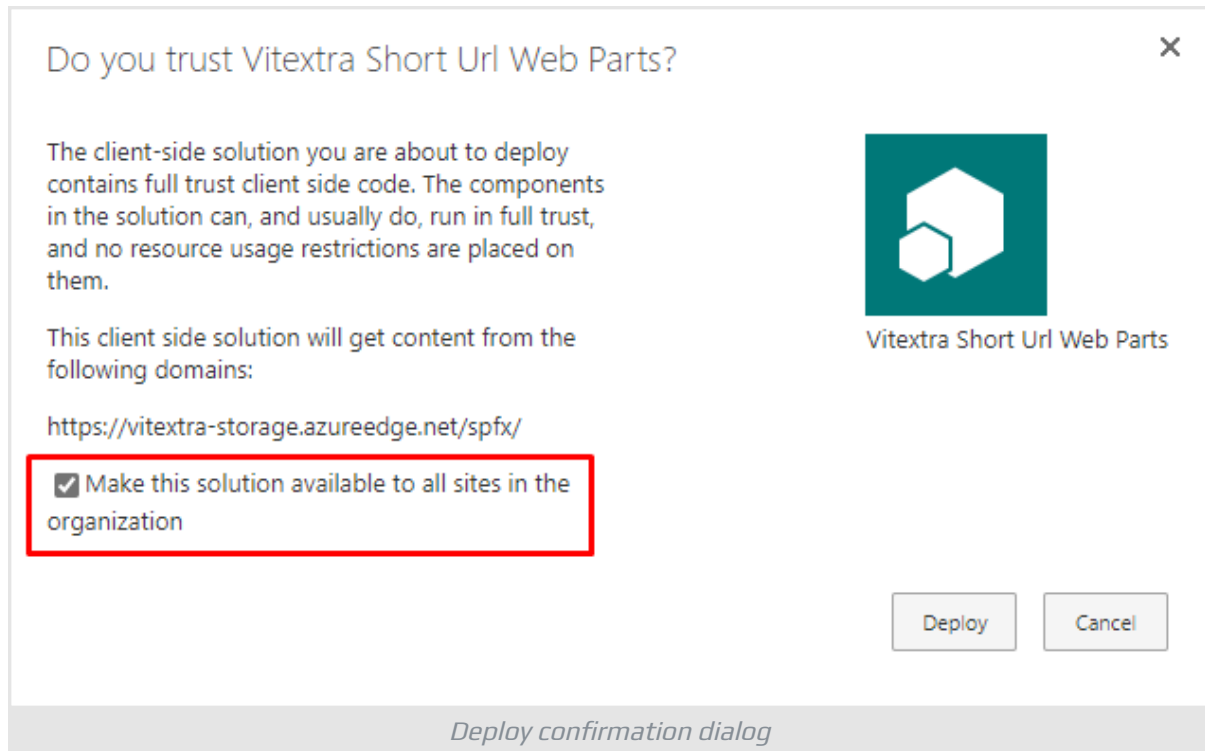 Do you trust Vitextra Short Url Web Parts?
The client-side solution you are about to deploy
contains full trust client side code. The components
in the solution can, and usually do, run in full trust,
and no resource usage restrictions are placed on
them.
This client side solution will get content from the
following domains:
https://vitextra-storage.azureedge.net/spfx/
Make this solution available to all sites in the
organization
Vitextra Short Url Web Parts
Deploy
Cancel
Deploy confirmation dialog